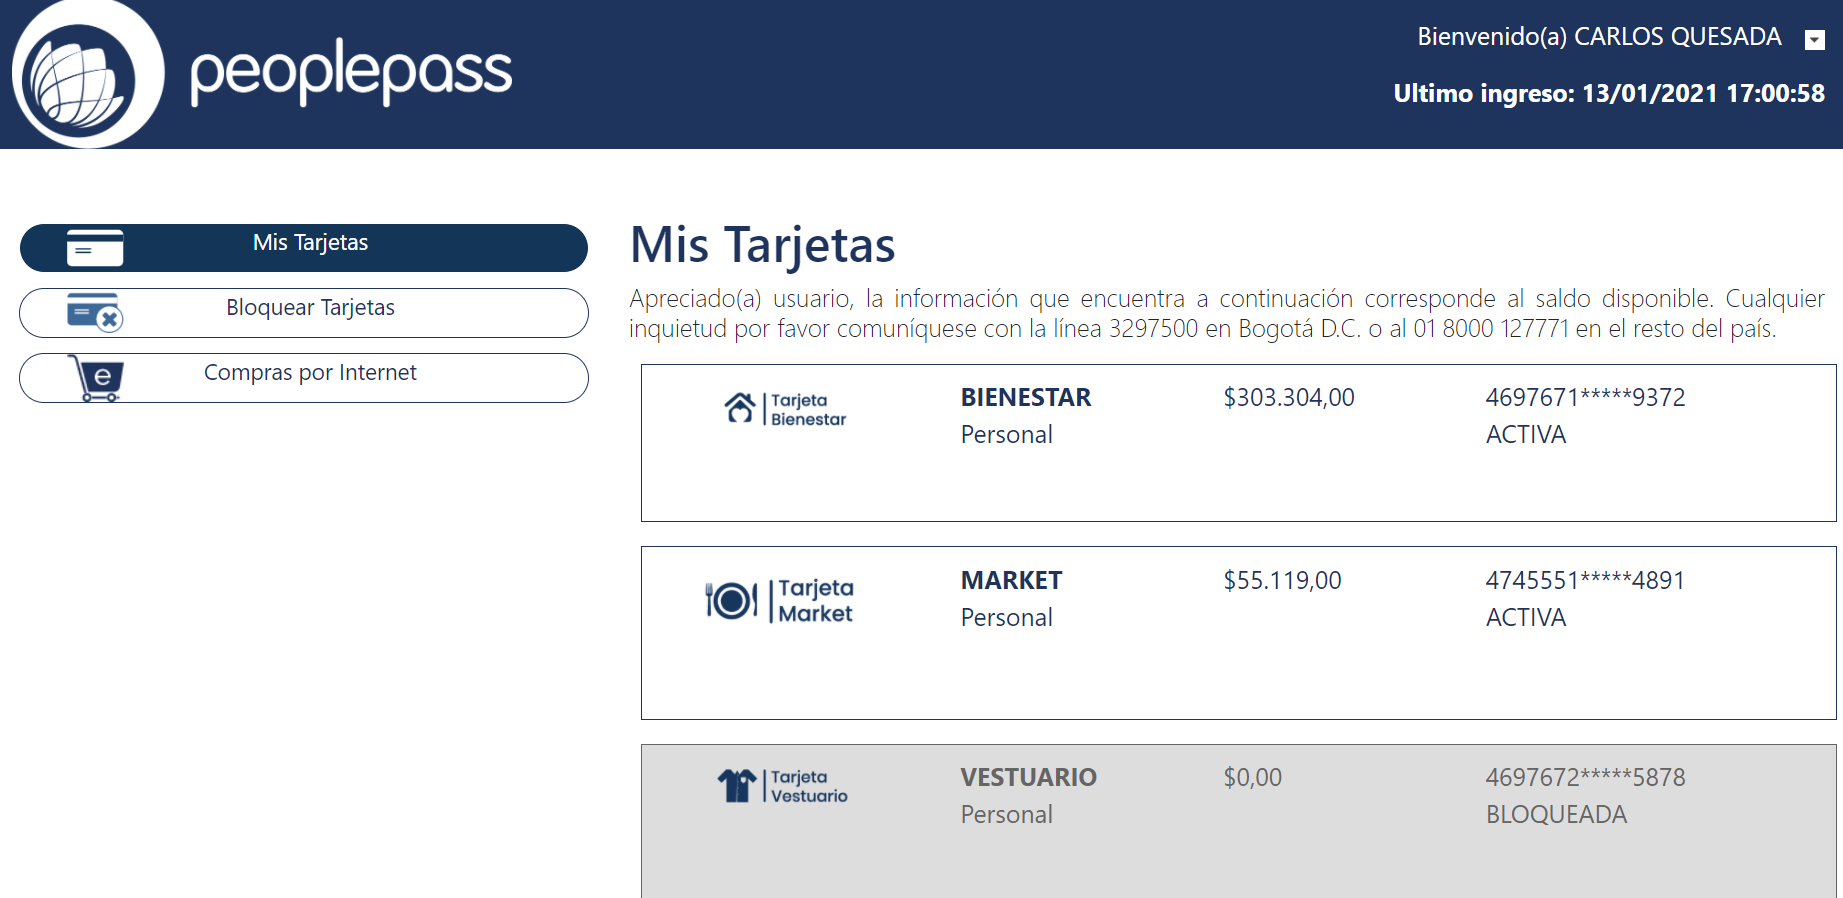 peoplepass
Bienvenido(a) CARLOS QUESADA
Ultimo ingreso: 13/01/2021 17:00:58
Mis Tarjetas
Bloquear Tarjetas
e
Compras por Internet
Mis Tarjetas
Apreciado(a) usuario, la información que encuentra a continuación corresponde al saldo disponible. Cualquier
inquietud por favor comuníquese con la línea 3297500 en Bogotá D.C. o al 01 8000 127771 en el resto del país.
Tarjeta
Bienestar
BIENESTAR
Personal
$303.304,00
4697671*****9372
ACTIVA
Tarjeta
Market
MARKET
Personal
$55.119,00
4745551*****4891
ACTIVA
Tarjeta
Vestuario
VESTUARIO
Personal
$0,00
4697672*****5878
BLOQUEADA